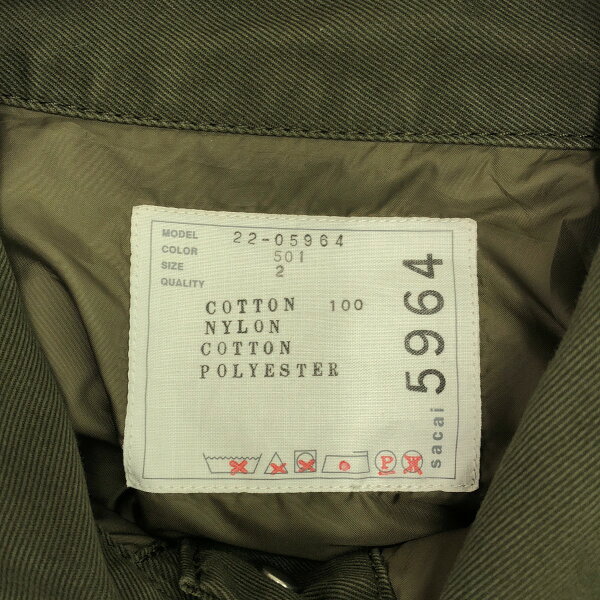 MODEL 22-05964
COLOR 501
SIZE 2
QUALITY
COTTON 100
NYLON
COTTON
POLYESTER
P
sacai 5964